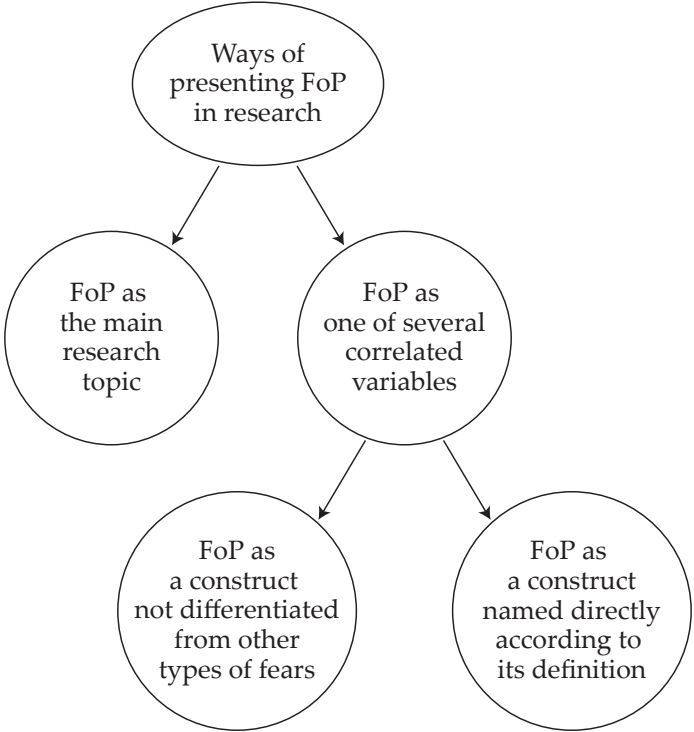 Ways of
presenting FoP
in research
FoP as
the main
research
topic
FoP as
one of several
correlated
variables
FoP as
a construct
not differentiated
from other
types of fears
FoP as
a construct
named directly
according to
its definition